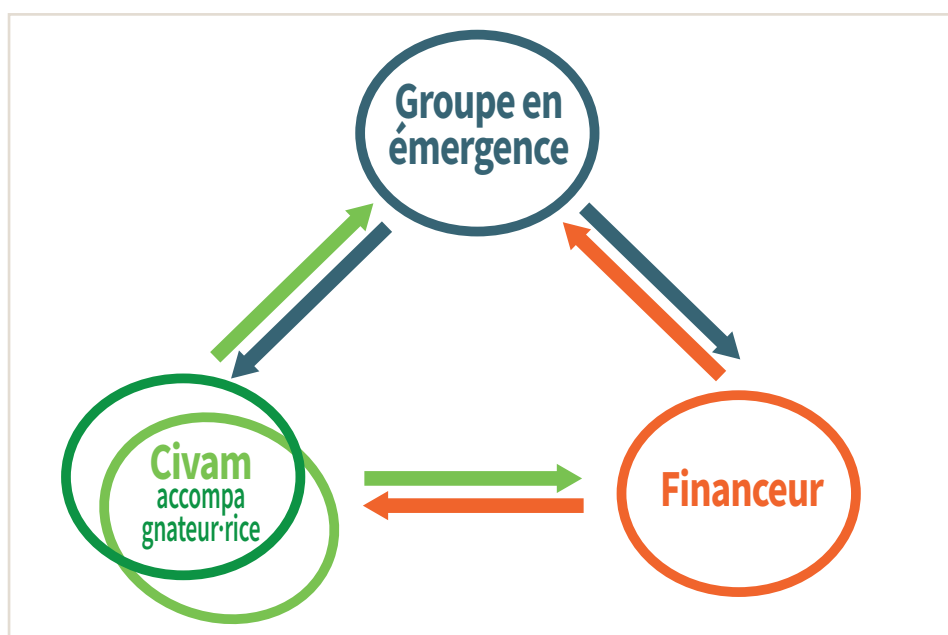 Groupe en
émergence
Civam
accompa
gnateur·rice
Financeur